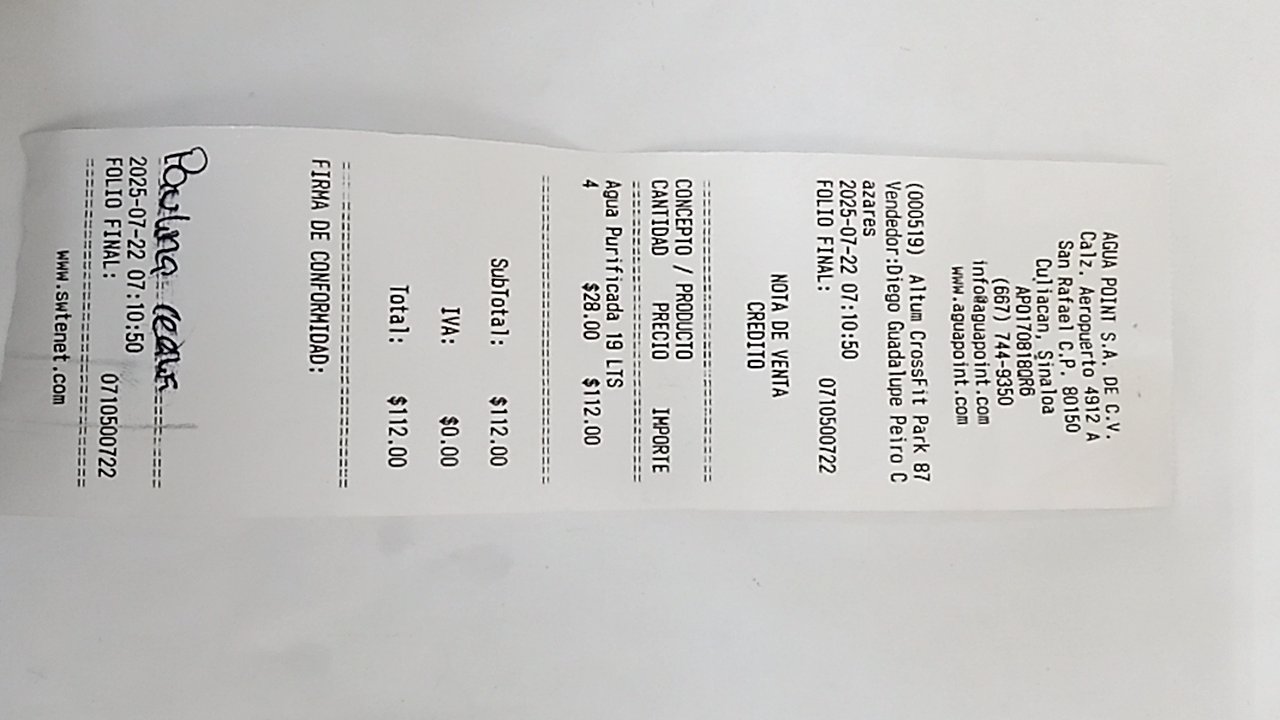 AGUA POINT S.A. DE C.V.
Calz. Aeropuerto 4912 A
San Rafael C.P. 80150
Culiacan, Sinaloa
APO170818QR6
(667) 744-9350
info@aguapoint.com
www.aguapoint.com
(000519) Altum CrossFit Park 87
Vendedor:Diego Guadalupe Peiro C
azares
2025-07-22 07:10:50
FOLIO FINAL: 0710500722
NOTA DE VENTA
CREDITO
CONCEPTO / PRODUCTO
CANTIDAD PRECIO IMPORTE
Agua Purificada 19 LTS
4 $28.00 $112.00
SubTotal: $112.00
IVA: $0.00
Total: $112.00
FIRMA DE CONFORMIDAD:
Paulina
2025-07-22 07:10:50
FOLIO FINAL: 0710500722
www.swtenet.com